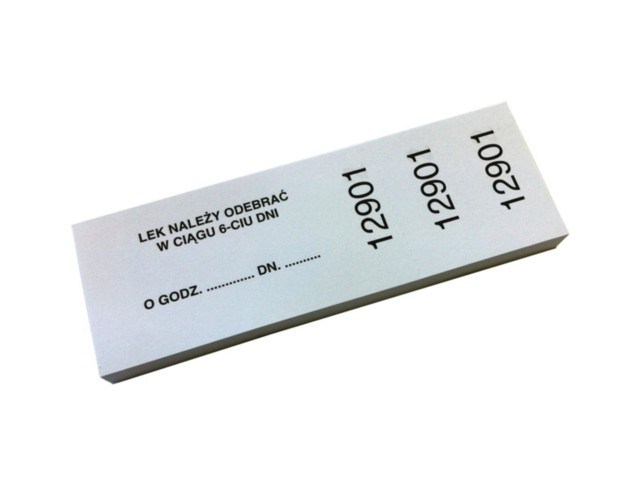 LEK NALEŻY ODEBRAĆ
W CIĄGU 6-CIU DNI
O GODZ. ............. DN. ..........
12901
12901
12901